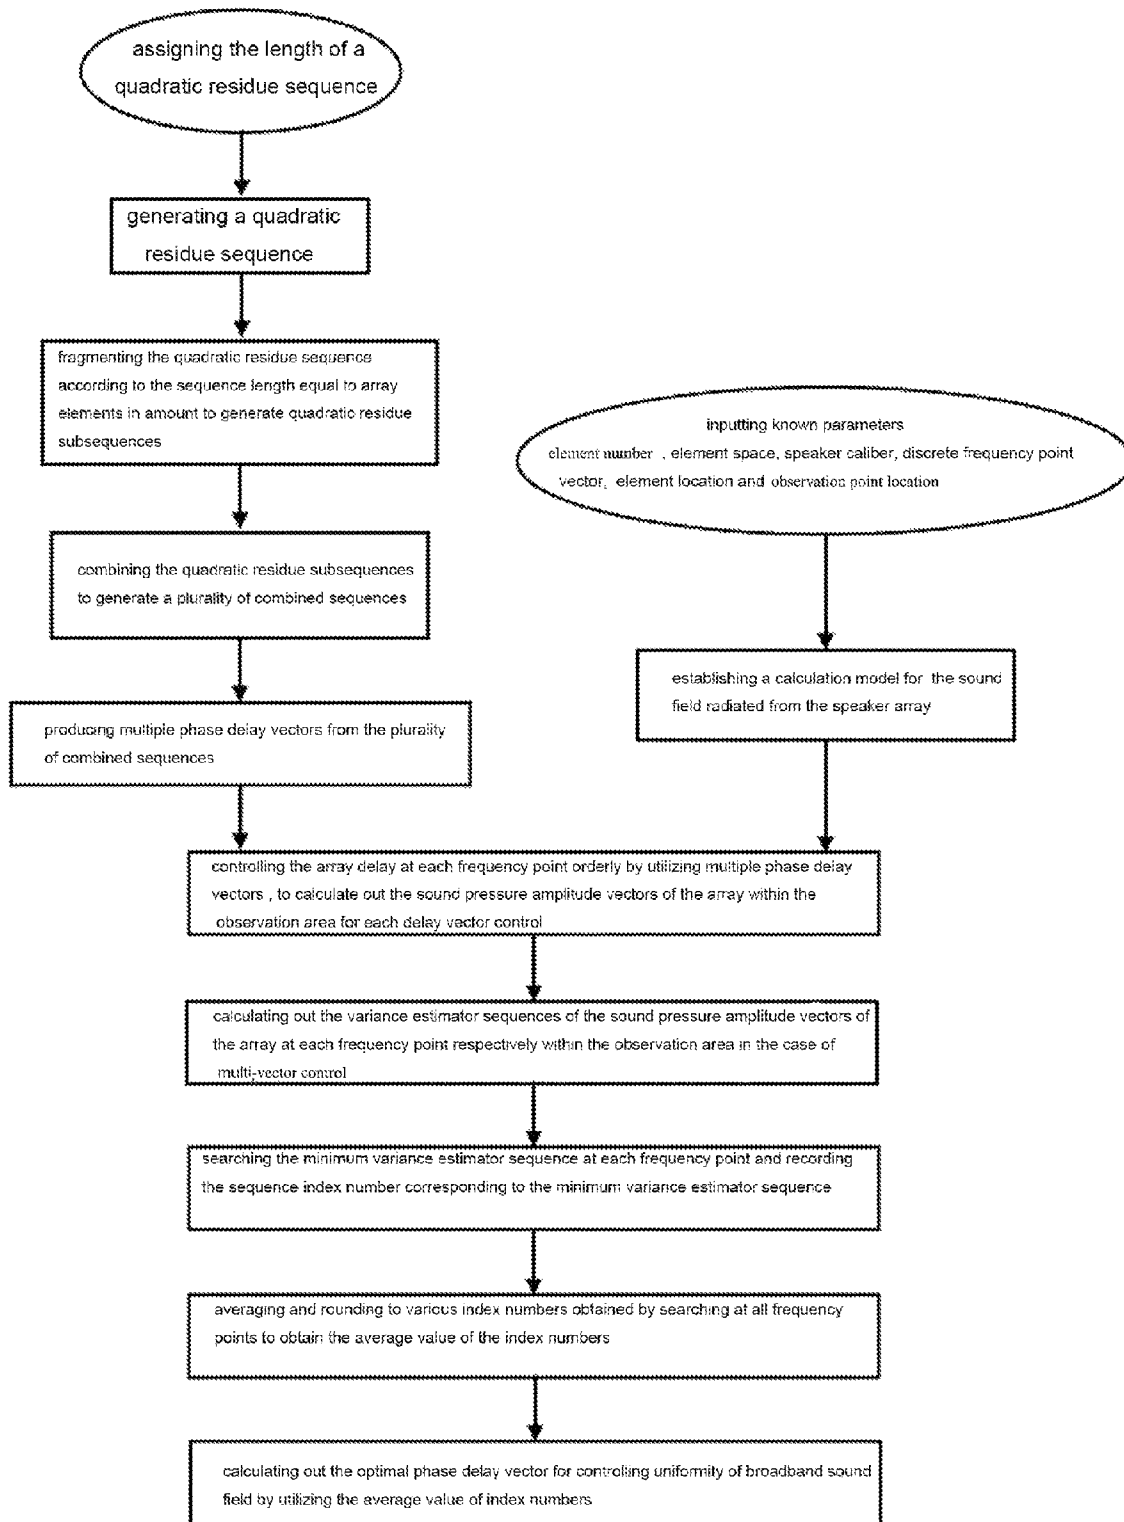 assigning the length of a
quadratic residue sequence
generating a quadratic
residue sequence
fragmenting the quadratic residue sequence
according to the sequence length equal to array
elements in amount to generate quadratic residue
subsequences
combining the quadratic residue subsequences
to generate a plurality of combined sequences
producing multiple phase delay vectors from the plurality
of combined sequences
inputting known parameters
element number , element space, speaker caliber, discrete frequency point
vector, element location and observation point location
establishing a calculation model for the sound
field radiated from the speaker array
controlling the array delay at each frequency point orderly by utilizing multiple phase delay
vectors , to calculate out the sound pressure amplitude vectors of the array within the
observation area for each delay vector control
calculating out the variance estimator sequences of the sound pressure amplitude vectors of
the array at each frequency point respectively within the observation area in the case of
multi-vector control
searching the minimum variance estimator sequence at each frequency point and recording
the sequence index number corresponding to the minimum variance estimator sequence
averaging and rounding to various index numbers obtained by searching at all frequency
points to obtain the average value of the index numbers
calculating out the optimal phase delay vector for controlling uniformity of broadband sound
field by utilizing the average value of index numbers